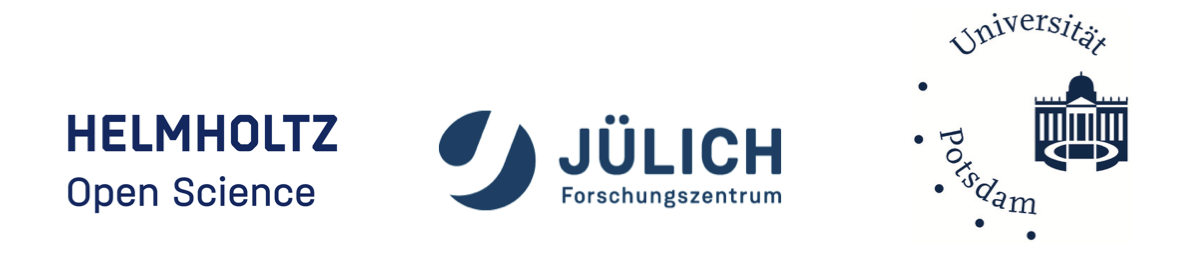 HELMHOLTZ
Open Science
JÜLICH
Forschungszentrum
Universität
Potsdam